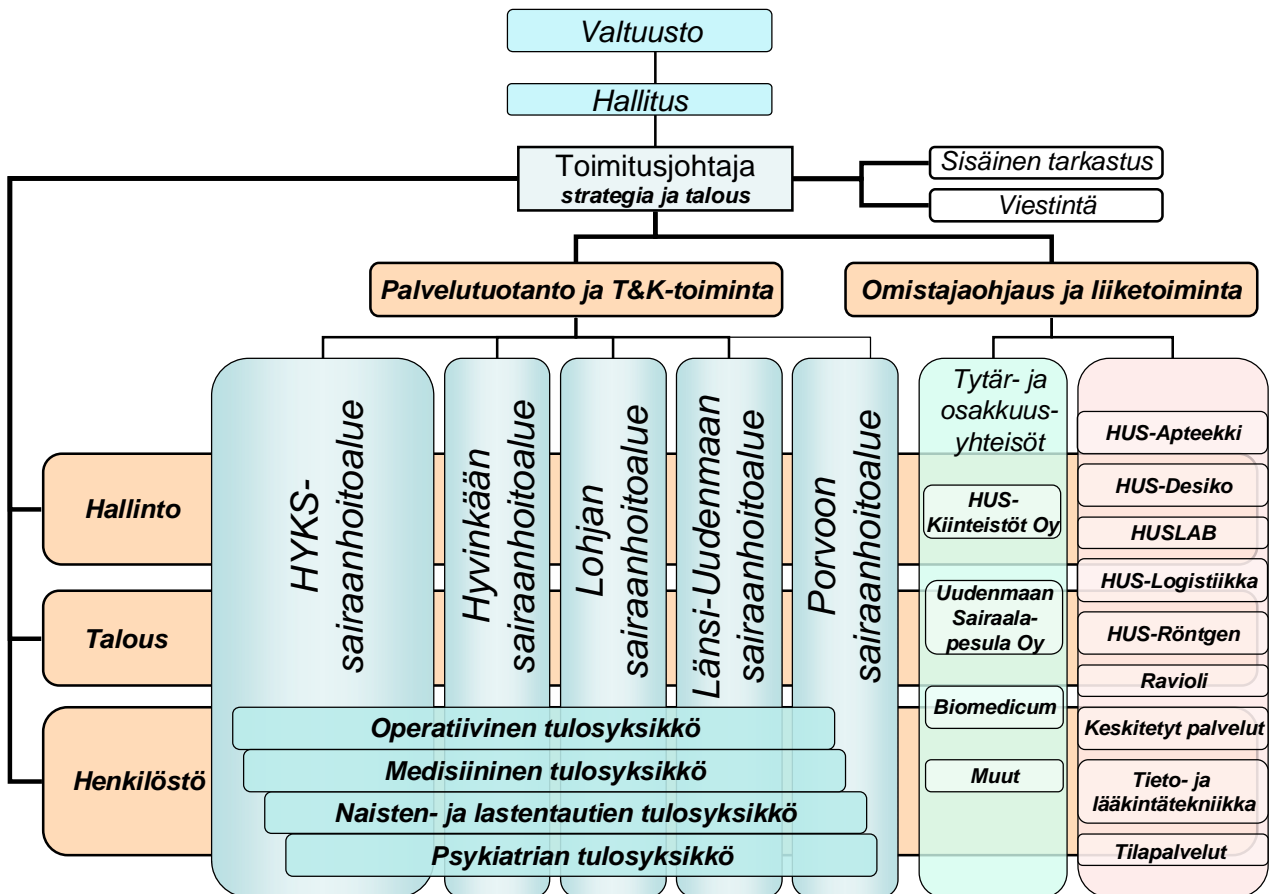 Valtuusto
Hallitus
Toimitusjohtaja
strategia ja talous
Sisäinen tarkastus
Viestintä
Palvelutuotanto ja T&K-toiminta
Omistajaohjaus ja liiketoiminta
Hallinto
Talous
Henkilöstö
HYKS-
sairaanhoitoalue
Hyvinkään
sairaanhoitoalue
Lohjan
sairaanhoitoalue
Länsi-Uudenmaan
sairaanhoitoalue
Porvoon
sairaanhoitoalue
Operatiivinen tulosyksikkö
Medisiininen tulosyksikkö
Naisten- ja lastentautien tulosyksikkö
Psykiatrian tulosyksikkö
Tytär- ja
osakkuus-
yhteisöt
HUS-
Kiinteistöt Oy
Uudenmaan
Sairaala-
pesula Oy
Biomedicum
Muut
HUS-Apteekki
HUS-Desiko
HUSLAB
HUS-Logistiikka
HUS-Röntgen
Ravioli
Keskitetyt palvelut
Tieto- ja
lääkintätekniikka
Tilapalvelut